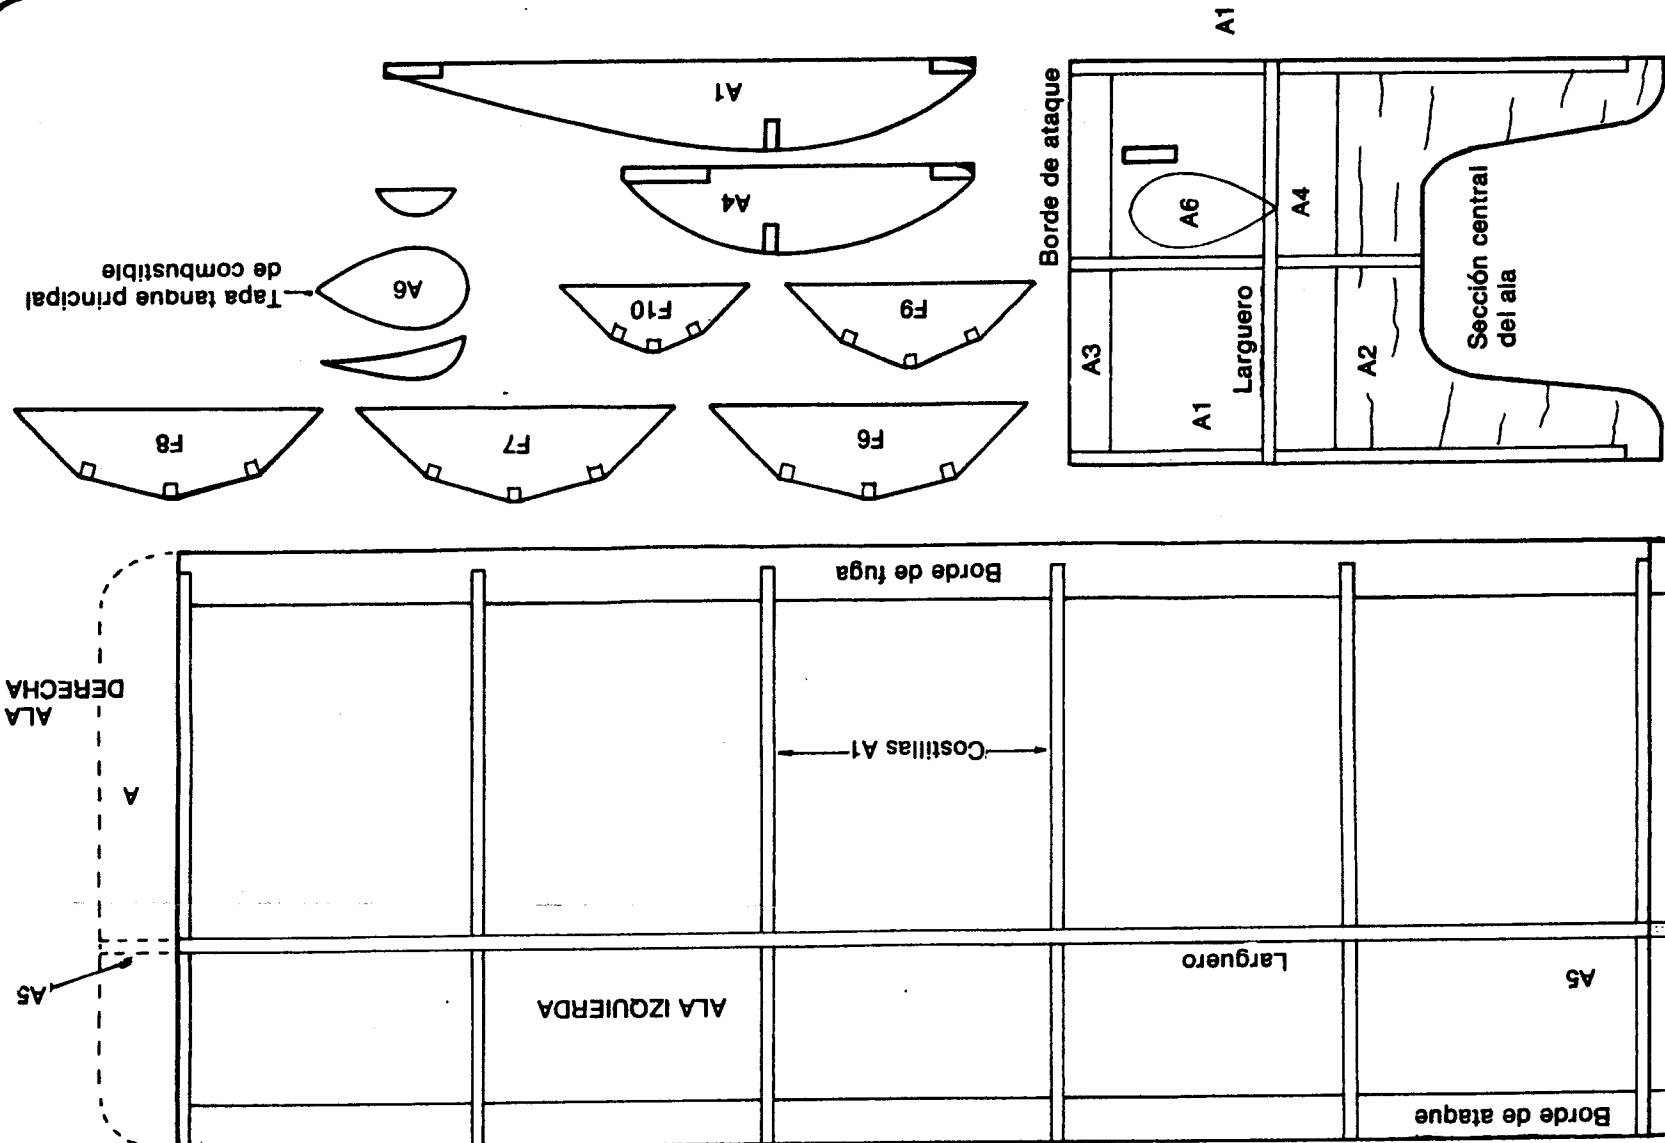 A1
A1
Borde de ataque
A4
A6
A4
A6
Tapa tanque principal
de combustible
F10
F9
Sección central
del ala
Larguero
A3
A2
A1
F8
F7
F6
Borde de fuga
ALA
DERECHA
Costillas A1
A
Larguero
A5
A5
ALA IZQUIERDA
Borde de ataque